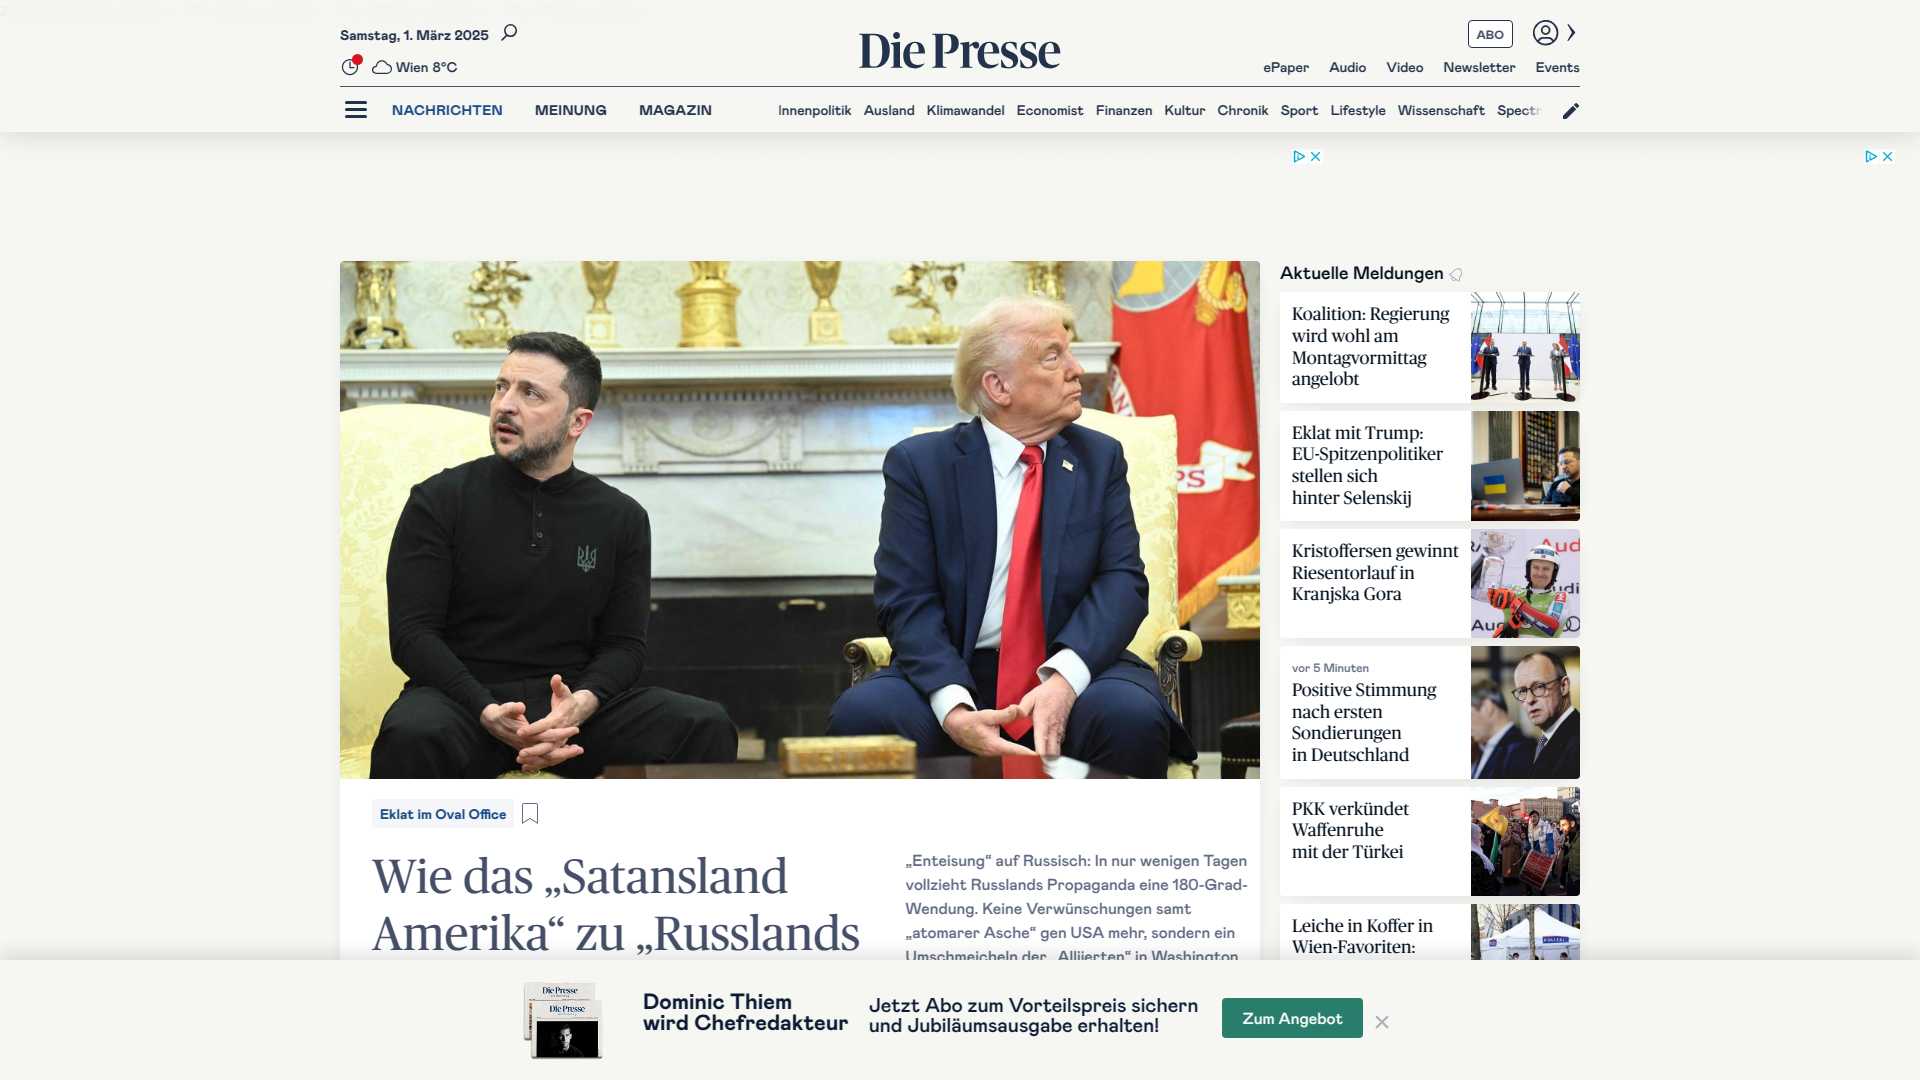 Samstag, 1. März 2025
Die Presse
ABO
Wien 8°C
ePaper Audio Video Newsletter Events
NACHRICHTEN MEINUNG MAGAZIN
Innenpolitik Ausland Klimawandel Economist Finanzen Kultur Chronik Sport Lifestyle Wissenschaft Spectr
PS
Eklat im Oval Office
Wie das „Satansland
Amerika“ zu „Russlands
„Enteisung“ auf Russisch: In nur wenigen Tagen
vollzieht Russlands Propaganda eine 180-Grad-
Wendung. Keine Verwünschungen samt
„atomarer Asche“ gen USA mehr, sondern ein
Umschmeicheln der „Alliierten“ in Washington.
Aktuelle Meldungen
Koalition: Regierung
wird wohl am
Montagvormittag
angelobt
Eklat mit Trump:
EU-Spitzenpolitiker
stellen sich
hinter Selenskij
Kristoffersen gewinnt
Riesentorlauf in
Kranjska Gora
Aud
udi
Aud
vor 5 Minuten
Positive Stimmung
nach ersten
Sondierungen
in Deutschland
PKK verkündet
Waffenruhe
mit der Türkei
Leiche in Koffer in
Wien-Favoriten:
Die Presse
Die Presse
Dominic Thiem
wird Chefredakteur
Jetzt Abo zum Vorteilspreis sichern
und Jubiläumsausgabe erhalten!
Zum Angebot